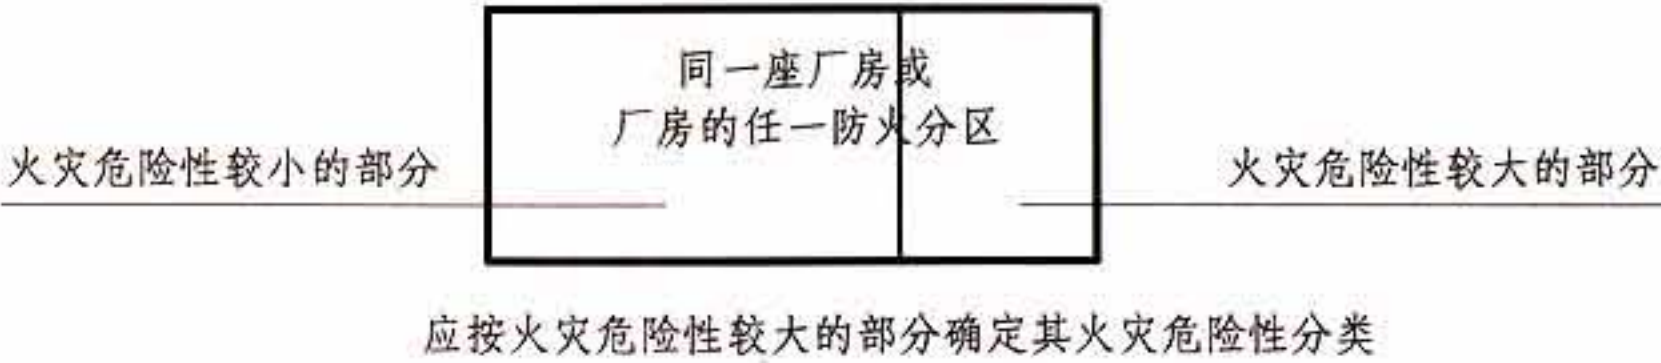 同一座厂房或
厂房的任一防火分区
火灾危险性较小的部分
火灾危险性较大的部分
应按火灾危险性较大的部分确定其火灾危险性分类